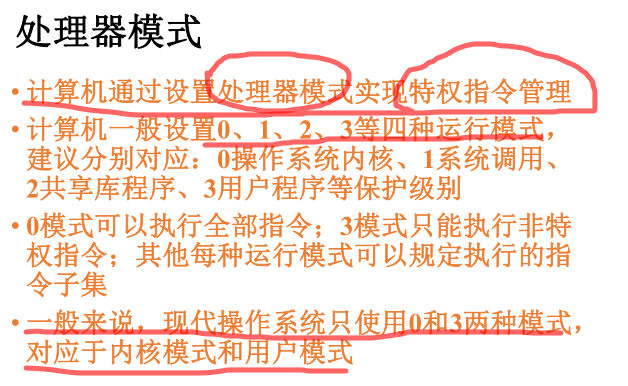 处理器模式
•计算机通过设置处理器模式实现特权指令管理
•计算机一般设置0、1、2、3等四种运行模式，
建议分别对应：0操作系统内核、1系统调用、
2共享库程序、3用户程序等保护级别
•0模式可以执行全部指令；3模式只能执行非特
权指令；其他每种运行模式可以规定执行的指
令子集
•一般来说，现代操作系统只使用0和3两种模式，
对应于内核模式和用户模式